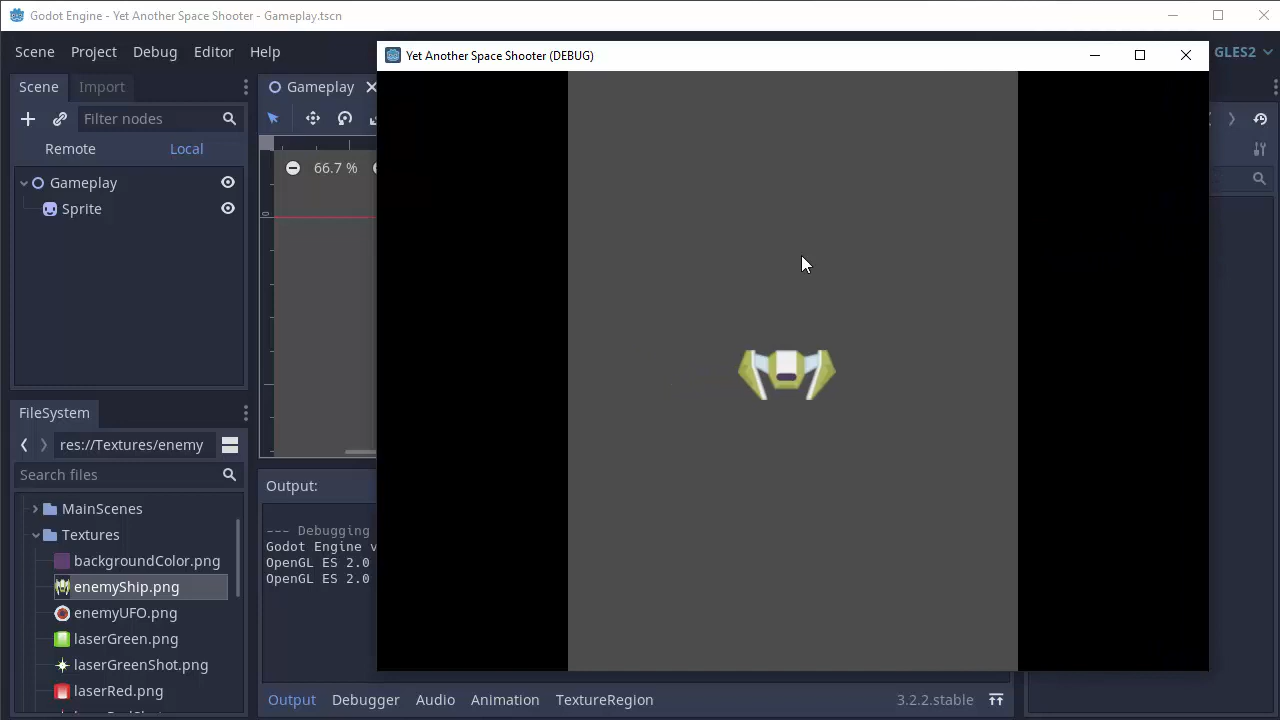 Godot Engine - Yet Another Space Shooter - Gameplay.tscn
Scene Project Debug Editor Help
GLES2
Yet Another Space Shooter (DEBUG)
Scene Import
Gameplay
Filter nodes
Remote Local
66.7 %
Gameplay
Sprite
FileSystem
res://Textures/enemy
Search files
MainScenes
Textures
backgroundColor.png
enemyShip.png
enemyUFO.png
laserGreen.png
laserGreenShot.png
laserRed.png
Output:
--- Debugging
Godot Engine v
OpenGL ES 2.0
OpenGL ES 2.0
Output Debugger Audio Animation TextureRegion
3.2.2.stable